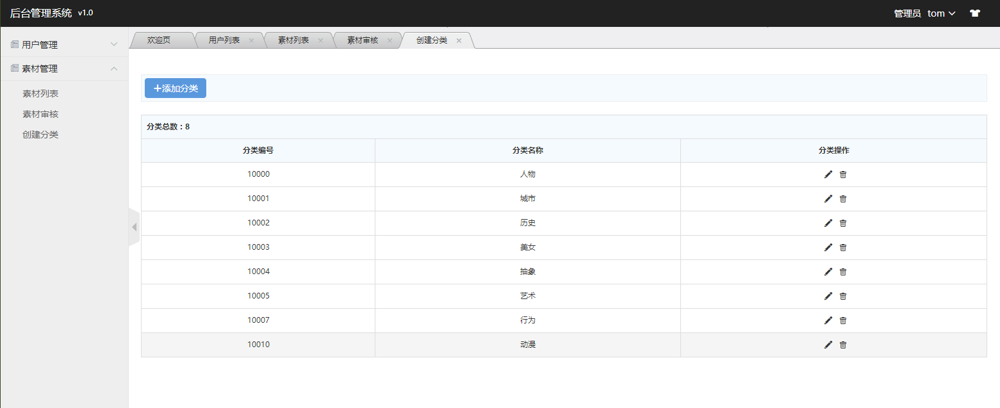 后台管理系统 v1.0 管理员 tom
欢迎页 用户列表 素材列表 素材审核 创建分类
用户管理
素材管理
素材列表
素材审核
创建分类
添加分类
分类总数：8
分类编号 分类名称 分类操作
10000 人物
10001 城市
10002 历史
10003 美女
10004 抽象
10005 艺术
10007 行为
10010 动漫